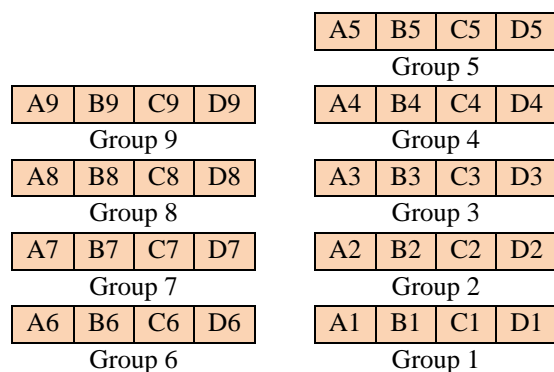 A5 B5 C5 D5
Group 5
A9 B9 C9 D9 A4 B4 C4 D4
Group 9 Group 4
A8 B8 C8 D8 A3 B3 C3 D3
Group 8 Group 3
A7 B7 C7 D7 A2 B2 C2 D2
Group 7 Group 2
A6 B6 C6 D6 A1 B1 C1 D1
Group 6 Group 1